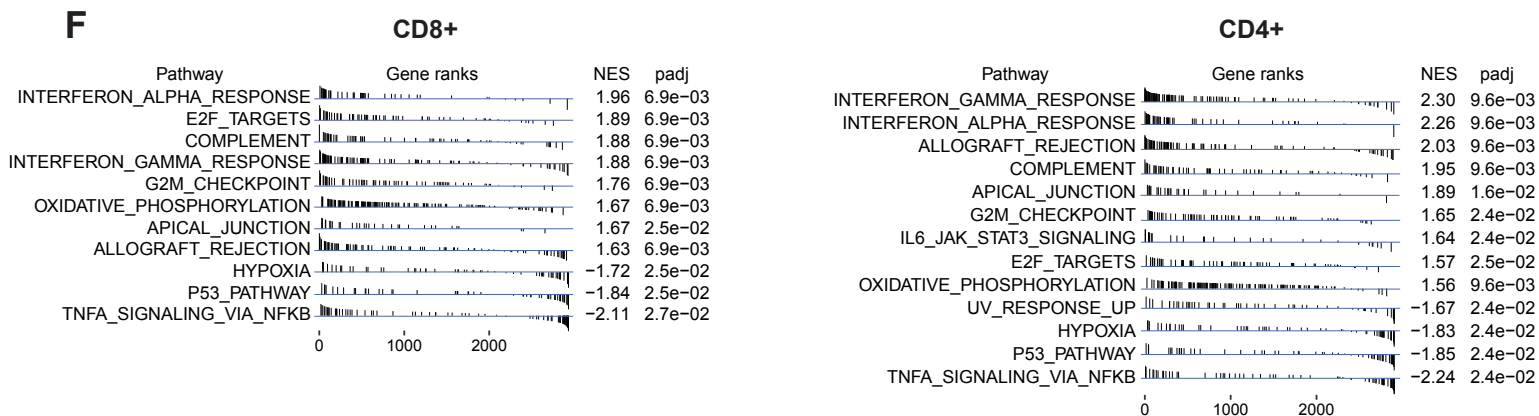 F
CD8+
Pathway Gene ranks NES padj
INTERFERON_ALPHA_RESPONSE 1.96 6.9e−03
E2F_TARGETS 1.89 6.9e−03
COMPLEMENT 1.88 6.9e−03
INTERFERON_GAMMA_RESPONSE 1.88 6.9e−03
G2M_CHECKPOINT 1.76 6.9e−03
OXIDATIVE_PHOSPHORYLATION 1.67 6.9e−03
APICAL_JUNCTION 1.67 2.5e−02
ALLOGRAFT_REJECTION 1.63 6.9e−03
HYPOXIA −1.72 2.5e−02
P53_PATHWAY −1.84 2.5e−02
TNFA_SIGNALING_VIA_NFKB −2.11 2.7e−02
0 1000 2000
CD4+
Pathway Gene ranks NES padj
INTERFERON_GAMMA_RESPONSE 2.30 9.6e−03
INTERFERON_ALPHA_RESPONSE 2.26 9.6e−03
ALLOGRAFT_REJECTION 2.03 9.6e−03
COMPLEMENT 1.95 9.6e−03
APICAL_JUNCTION 1.89 1.6e−02
G2M_CHECKPOINT 1.65 2.4e−02
IL6_JAK_STAT3_SIGNALING 1.64 2.4e−02
E2F_TARGETS 1.57 2.5e−02
OXIDATIVE_PHOSPHORYLATION 1.56 9.6e−03
UV_RESPONSE_UP −1.67 2.4e−02
HYPOXIA −1.83 2.4e−02
P53_PATHWAY −1.85 2.4e−02
TNFA_SIGNALING_VIA_NFKB −2.24 2.4e−02
0 1000 2000